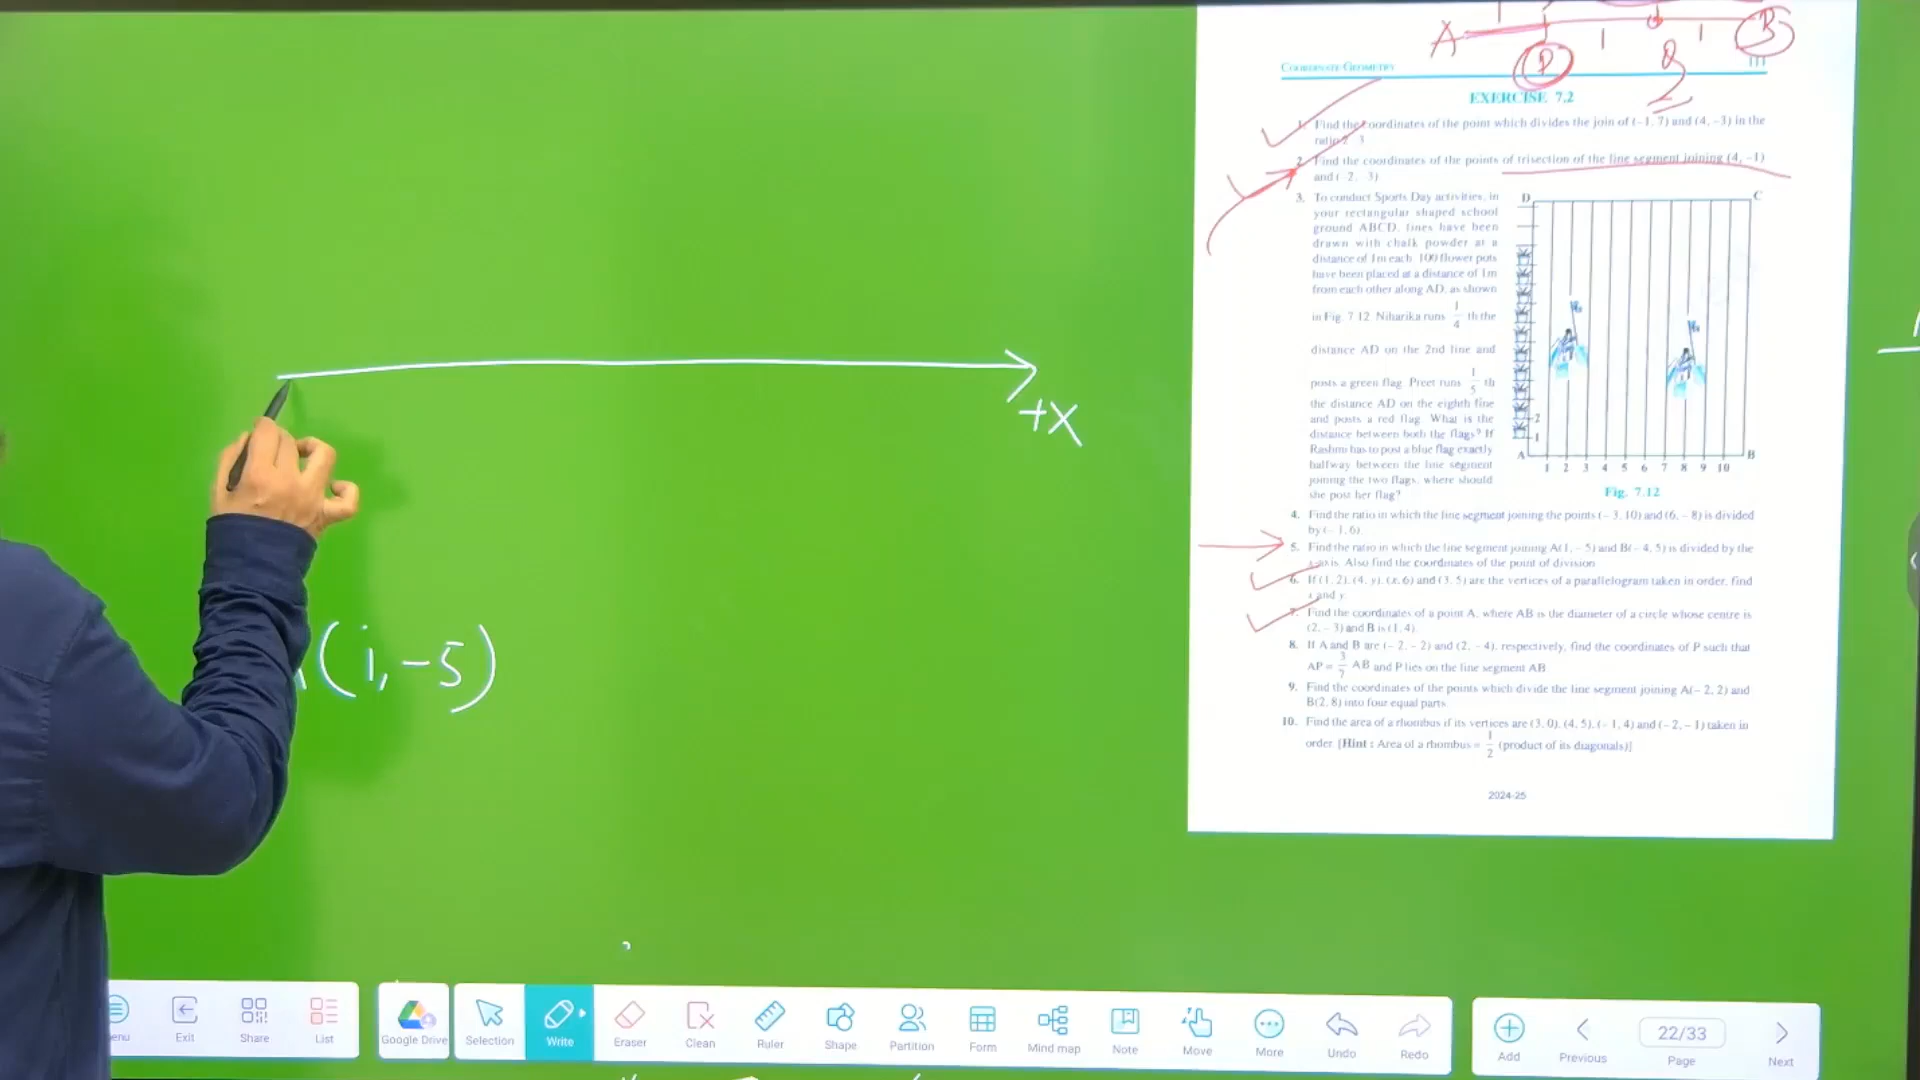 +X
(1, -5)
A
P
Q
B
2
1
1
COORDINATE GEOMETRY 111
EXERCISE 7.2
1. Find the coordinates of the point which divides the join of (– 1, 7) and (4, –3) in the
ratio 2 3
2. Find the coordinates of the points of trisection of the line segment joining (4, –1)
and (–2, –3)
3. To conduct Sports Day activities, in
your rectangular shaped school
ground ABCD, lines have been
drawn with chalk powder at a
distance of 1m each. 100 flower pots
have been placed at a distance of 1m
from each other along AD, as shown
in Fig. 7.12. Niharika runs 1/4 th the
distance AD on the 2nd line and
posts a green flag. Preet runs 1/5 th
the distance AD on the eighth line
and posts a red flag. What is the
distance between both the flags? If
Rashmi has to post a blue flag exactly
halfway between the line segment
joining the two flags, where should
she post her flag?
D C
2
1
A B
1 2 3 4 5 6 7 8 9 10
Fig. 7.12
4. Find the ratio in which the line segment joining the points (– 3, 10) and (6, – 8) is divided
by (– 1, 6).
5. Find the ratio in which the line segment joining A(1, – 5) and B(– 4, 5) is divided by the
x-axis. Also find the coordinates of the point of division
6. If (1, 2), (4, y), (x, 6) and (3, 5) are the vertices of a parallelogram taken in order, find
x and y.
7. Find the coordinates of a point A, where AB is the diameter of a circle whose centre is
(2, – 3) and B is (1, 4).
8. If A and B are (– 2, – 2) and (2, – 4), respectively, find the coordinates of P such that
AP = 3/7 AB and P lies on the line segment AB.
9. Find the coordinates of the points which divide the line segment joining A(– 2, 2) and
B(2, 8) into four equal parts.
10. Find the area of a rhombus if its vertices are (3, 0), (4, 5), (– 1, 4) and (– 2, – 1) taken in
order. [Hint : Area of a rhombus = 1/2 (product of its diagonals)]
2024-25
enu Exit Share List Google Drive Selection Write Eraser Clean Ruler Shape Partition Form Mind map Note Move More Undo Redo Add Previous
22/33
Page Next